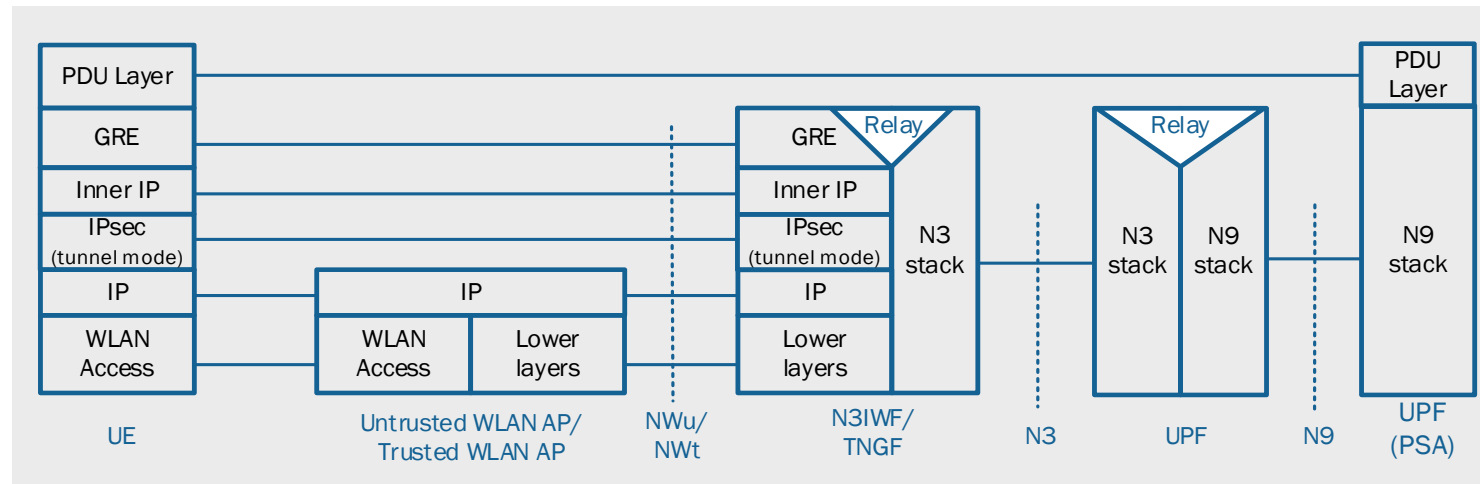 PDU Layer
GRE
Inner IP
IPsec
(tunnel mode)
IP
WLAN
Access
UE
IP
WLAN
Access
Lower
layers
Untrusted WLAN AP/
Trusted WLAN AP
NWu/
NWt
GRE
Relay
Inner IP
IPsec
(tunnel mode)
IP
Lower
layers
N3
stack
N3IWF/
TNGF
N3
Relay
N3
stack
N9
stack
UPF
N9
PDU
Layer
N9
stack
UPF
(PSA)